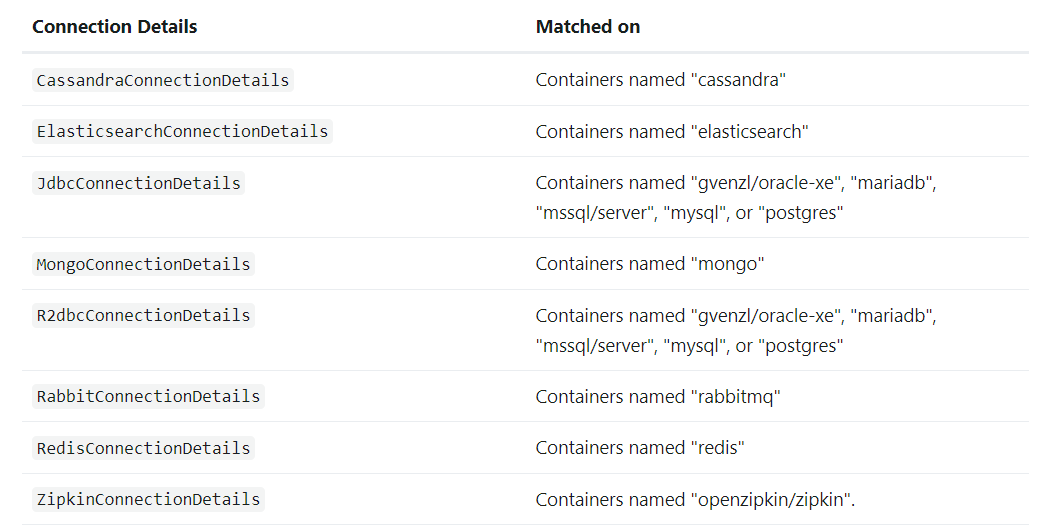 Connection Details Matched on
CassandraConnectionDetails Containers named "cassandra"
ElasticsearchConnectionDetails Containers named "elasticsearch"
JdbcConnectionDetails Containers named "gvenzl/oracle-xe", "mariadb",
"mssql/server", "mysql", or "postgres"
MongoConnectionDetails Containers named "mongo"
R2dbcConnectionDetails Containers named "gvenzl/oracle-xe", "mariadb",
"mssql/server", "mysql", or "postgres"
RabbitConnectionDetails Containers named "rabbitmq"
RedisConnectionDetails Containers named "redis"
ZipkinConnectionDetails Containers named "openzipkin/zipkin".